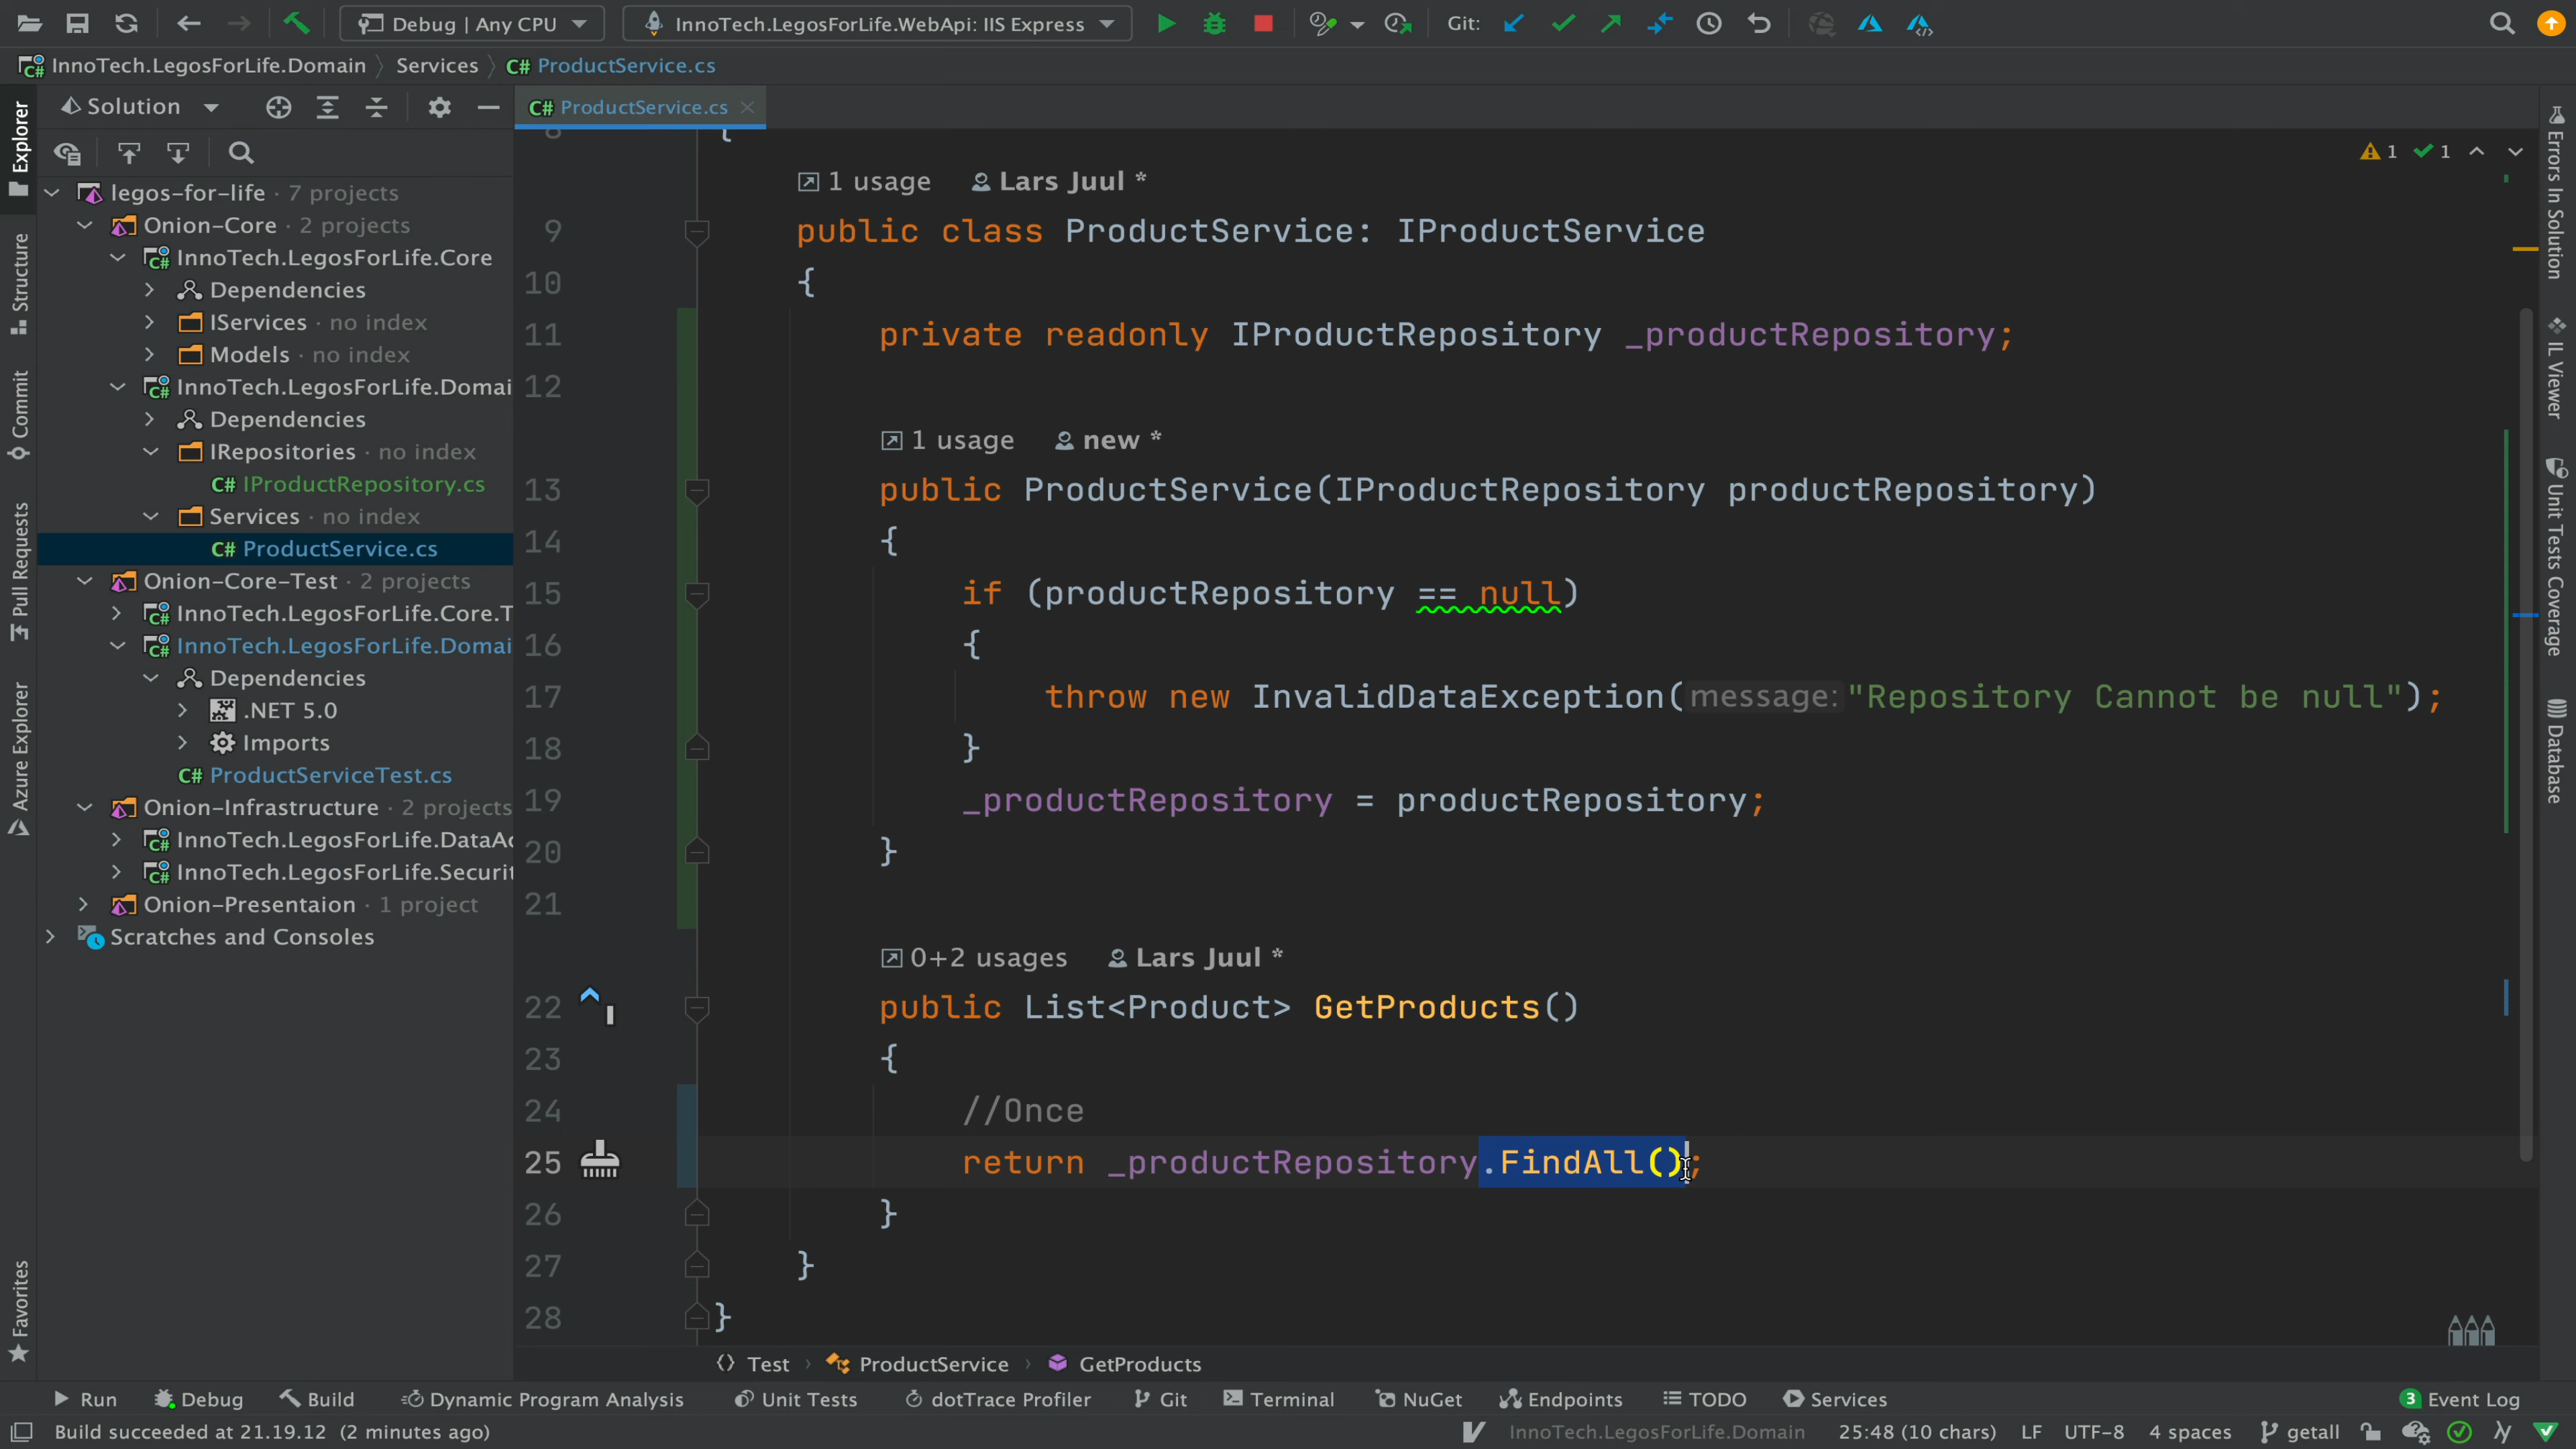 Debug | Any CPU
InnoTech.LegosForLife.WebApi: IIS Express
Git:
InnoTech.LegosForLife.Domain
Services
C# ProductService.cs
Explorer
Structure
Commit
Pull Requests
Azure Explorer
Favorites
Solution
legos-for-life · 7 projects
Onion-Core · 2 projects
InnoTech.LegosForLife.Core
Dependencies
IServices · no index
Models · no index
InnoTech.LegosForLife.Domai
Dependencies
IRepositories · no index
C# IProductRepository.cs
Services · no index
C# ProductService.cs
Onion-Core-Test · 2 projects
InnoTech.LegosForLife.Core.T
InnoTech.LegosForLife.Domai
Dependencies
.NET 5.0
Imports
C# ProductServiceTest.cs
Onion-Infrastructure · 2 projects
InnoTech.LegosForLife.DataAc
InnoTech.LegosForLife.Securit
Onion-Presentaion · 1 project
Scratches and Consoles
C# ProductService.cs
1 1
8 {
1 usage Lars Juul *
9 public class ProductService: IProductService
10 {
11 private readonly IProductRepository _productRepository;
12
1 usage new *
13 public ProductService(IProductRepository productRepository)
14 {
15 if (productRepository == null)
16 {
17 throw new InvalidDataException(message:"Repository Cannot be null");
18 }
19 _productRepository = productRepository;
20 }
21
0+2 usages Lars Juul *
22 public List<Product> GetProducts()
23 {
24 //Once
25 return _productRepository.FindAll();
26 }
27 }
28 }
Errors In Solution
IL Viewer
Unit Tests Coverage
Database
Test
ProductService
GetProducts
Run
Debug
Build
Dynamic Program Analysis
Unit Tests
dotTrace Profiler
Git
Terminal
NuGet
Endpoints
TODO
Services
3 Event Log
Build succeeded at 21.19.12 (2 minutes ago)
InnoTech.LegosForLife.Domain
25:48 (10 chars)
LF
UTF-8
4 spaces
getall